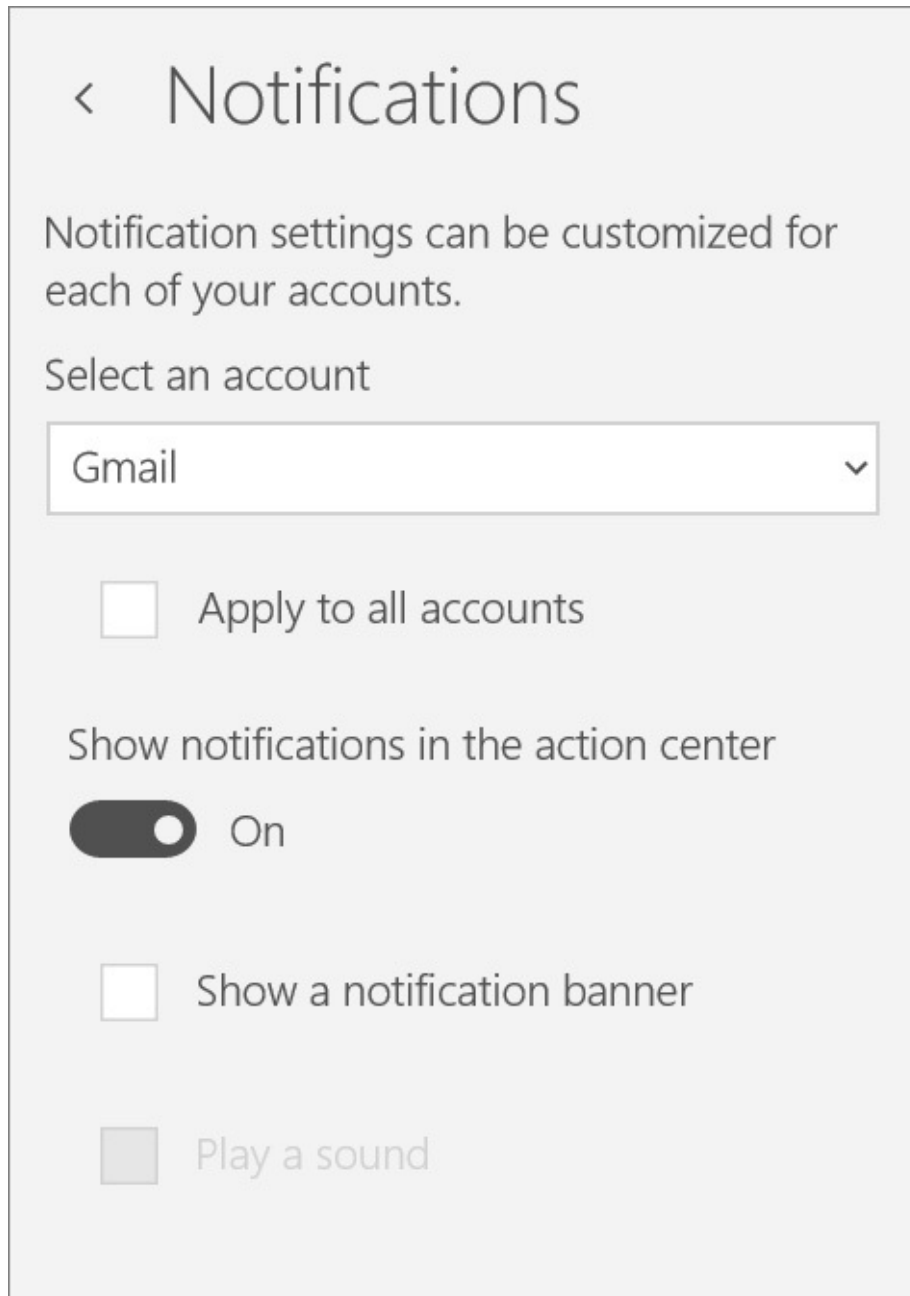 Notifications
Notification settings can be customized for
each of your accounts.
Select an account
Gmail
Apply to all accounts
Show notifications in the action center
On
Show a notification banner
Play a sound